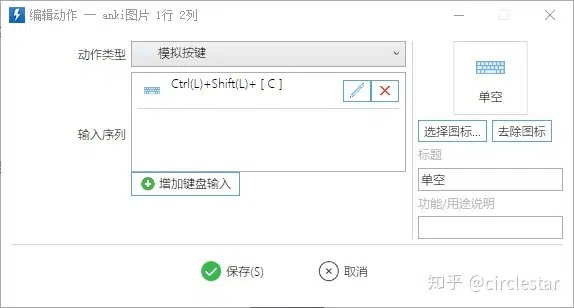 编辑动作 — anki图片 1行 2列
动作类型
模拟按键
输入序列
Ctrl(L)+Shift(L)+ [ C ]
增加键盘输入
单空
选择图标...
去除图标
标题
单空
功能/用途说明
保存(S)
取消
知乎 @circlestar